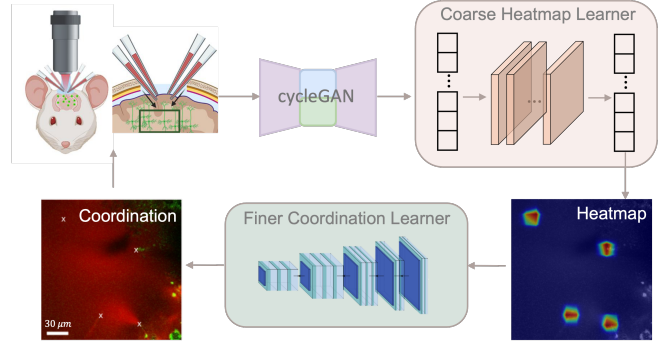 Coarse Heatmap Learner
cycleGAN
Coordination
Finer Coordination Learner
Heatmap
30 μm